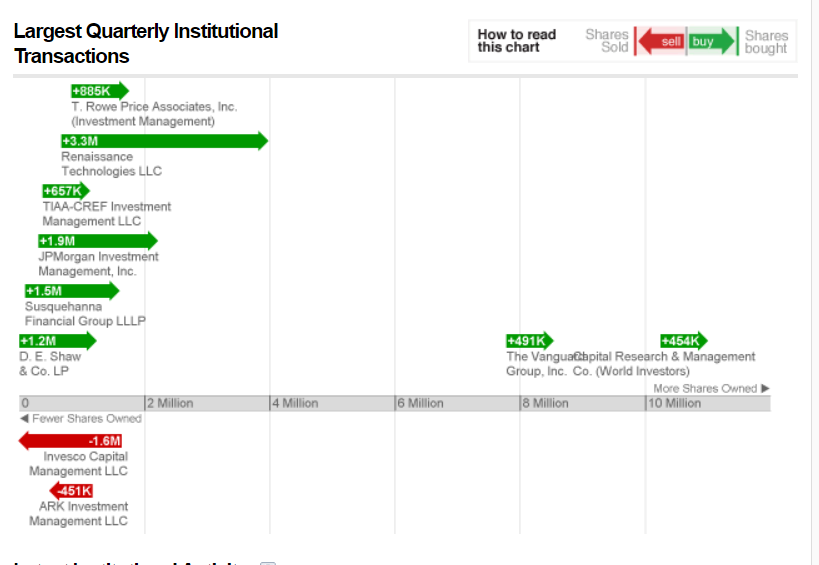 Largest Quarterly Institutional
Transactions
How to read
this chart
Shares
Sold
sell
buy
Shares
bought
+885K
T. Rowe Price Associates, Inc.
(Investment Management)
+3.3M
Renaissance
Technologies LLC
+657K
TIAA-CREF Investment
Management LLC
+1.9M
JPMorgan Investment
Management, Inc.
+1.5M
Susquehanna
Financial Group LLLP
+1.2M
D. E. Shaw
& Co. LP
+491K
The Vanguard
Group, Inc.
+454K
Capital Research & Management
Co. (World Investors)
More Shares Owned ▶
0 2 Million 4 Million 6 Million 8 Million 10 Million
◀ Fewer Shares Owned
-1.6M
Invesco Capital
Management LLC
-451K
ARK Investment
Management LLC